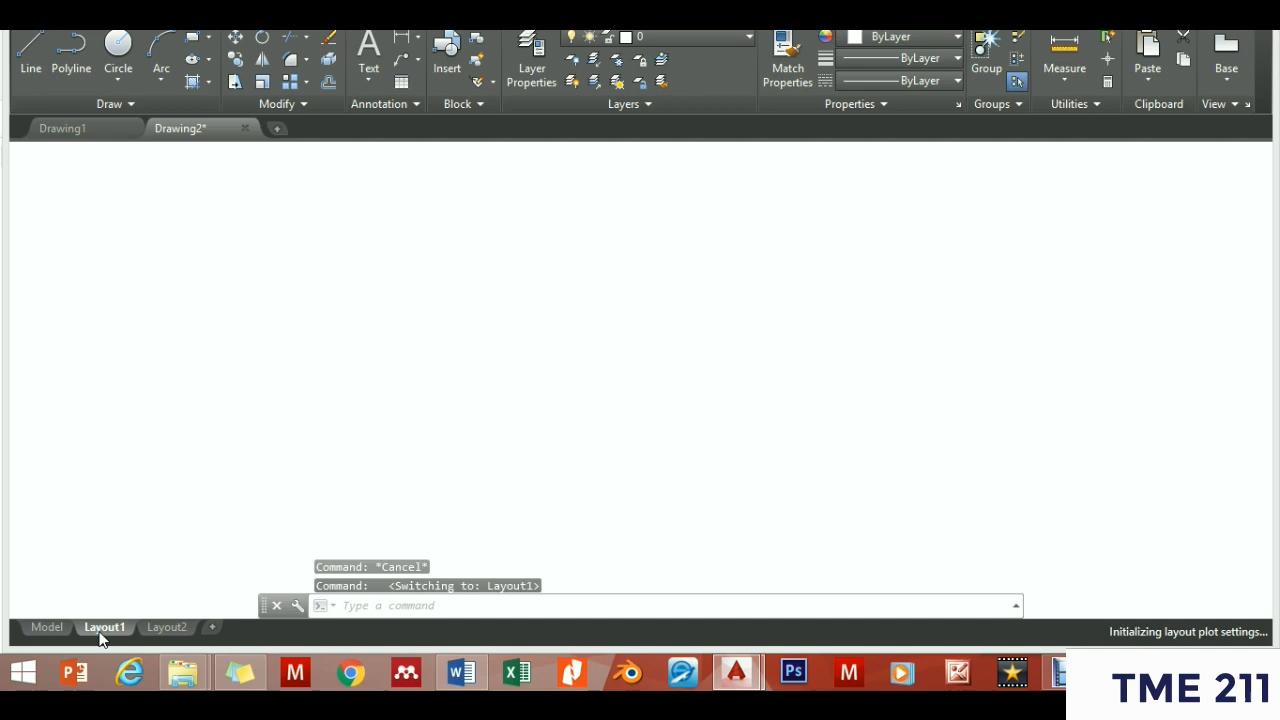 0
ByLayer
ByLayer
ByLayer
Line Polyline Circle Arc
Text
Insert
Layer
Properties
Match
Properties
Group
Measure
Paste
Base
Draw
Modify
Annotation
Block
Layers
Properties
Groups
Utilities
Clipboard
View
Drawing1
Drawing2*
Command: *Cancel*
Command: <Switching to: Layout1>
Type a command
Model Layout1 Layout2 +
Initializing layout plot settings...
TME 211